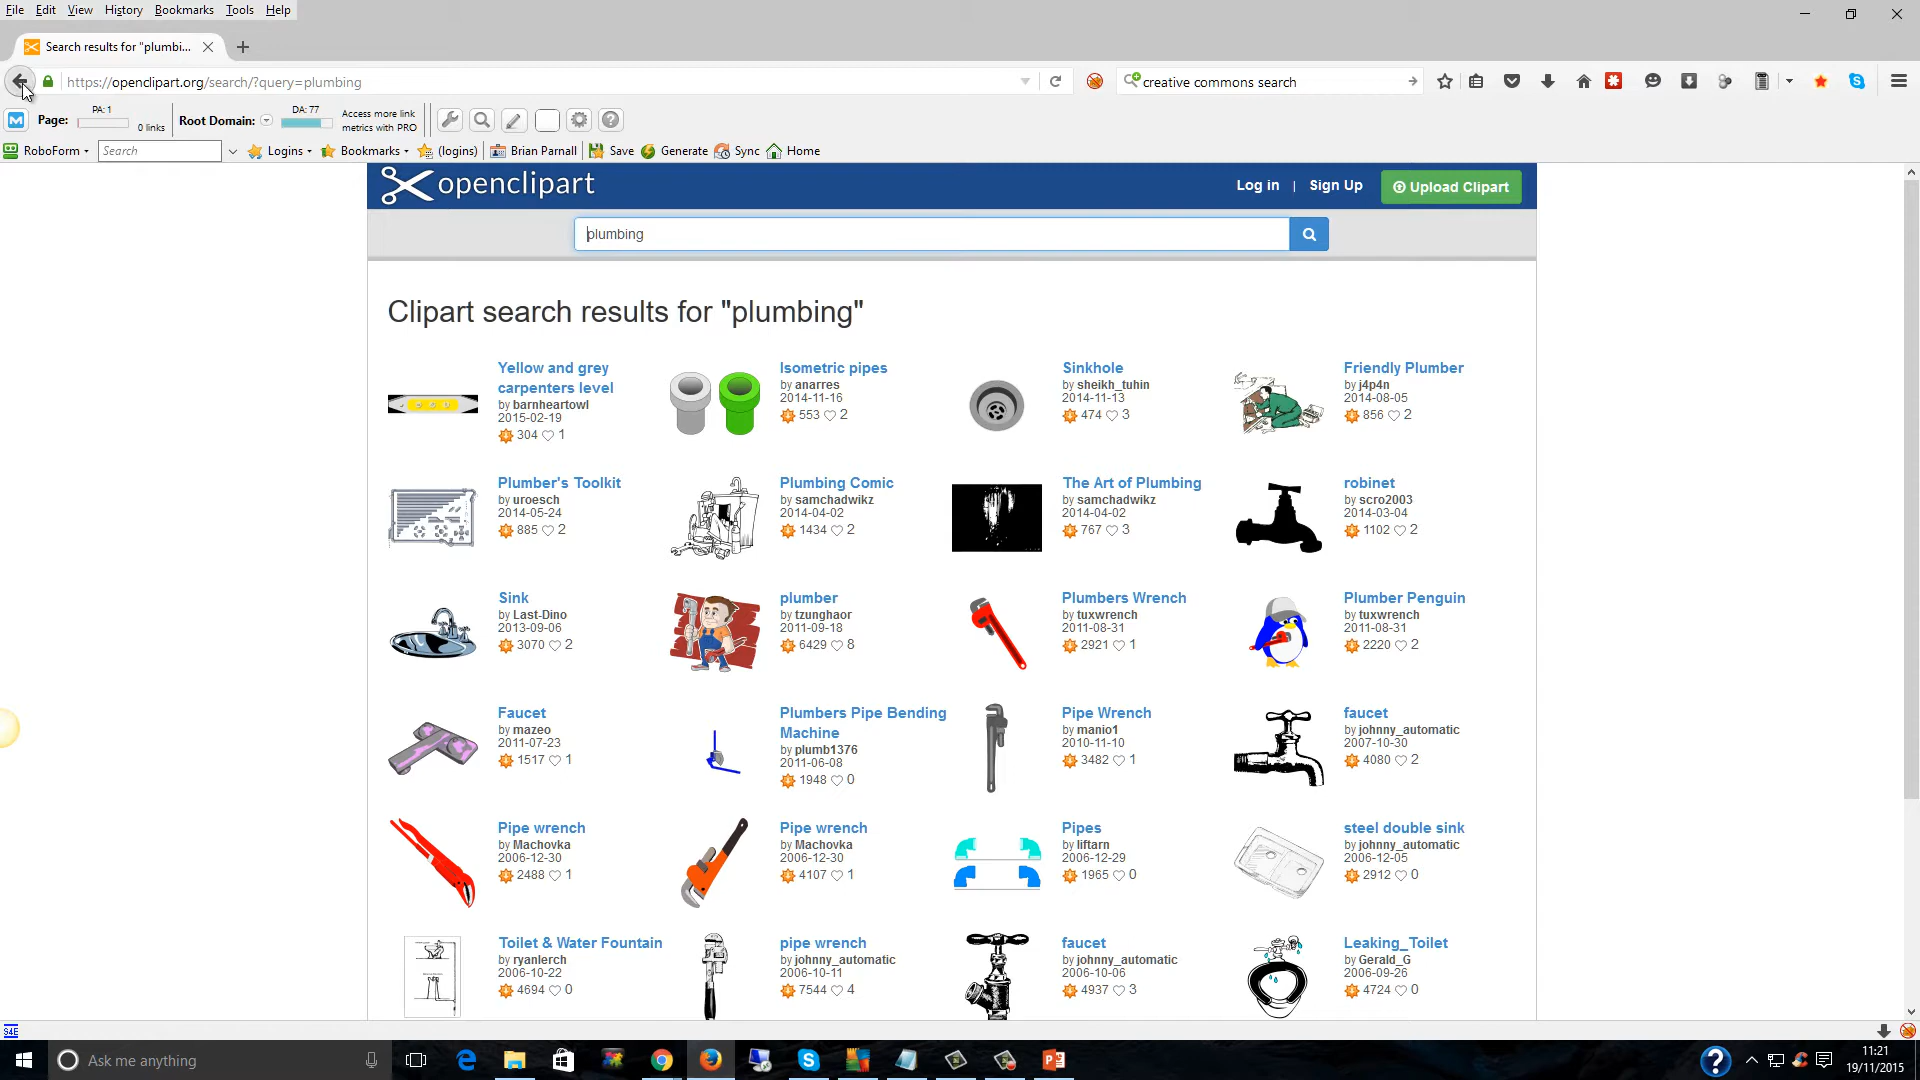 File Edit View History Bookmarks Tools Help
Search results for "plumbi...
https://openclipart.org/search/?query=plumbing
creative commons search
Page:
PA: 1
0 links
Root Domain:
DA: 77
Access more link
metrics with PRO
RoboForm Search Logins Bookmarks (logins) Brian Parnall Save Generate Sync Home
openclipart
Log in | Sign Up Upload Clipart
plumbing
Clipart search results for "plumbing"
Yellow and grey
carpenters level
by barnheartowl
2015-02-19
304 1
Isometric pipes
by anarres
2014-11-16
553 2
Sinkhole
by sheikh_tuhin
2014-11-13
474 3
Friendly Plumber
by j4p4n
2014-08-05
856 2
Plumber's Toolkit
by uroesch
2014-05-24
885 2
Plumbing Comic
by samchadwikz
2014-04-02
1434 2
The Art of Plumbing
by samchadwikz
2014-04-02
767 3
robinet
by scro2003
2014-03-04
1102 2
Sink
by Last-Dino
2013-09-06
3070 2
plumber
by tzunghaor
2011-09-18
6429 8
Plumbers Wrench
by tuxwrench
2011-08-31
2921 1
Plumber Penguin
by tuxwrench
2011-08-31
2220 2
Faucet
by mazeo
2011-07-23
1517 1
Plumbers Pipe Bending
Machine
by plumb1376
2011-06-08
1948 0
Pipe Wrench
by manio1
2010-11-10
3482 1
faucet
by johnny_automatic
2007-10-30
4080 2
Pipe wrench
by Machovka
2006-12-30
2488 1
Pipe wrench
by Machovka
2006-12-30
4107 1
Pipes
by liftarn
2006-12-29
1965 0
steel double sink
by johnny_automatic
2006-12-05
2912 0
Toilet & Water Fountain
by ryanlerch
2006-10-22
4694 0
pipe wrench
by johnny_automatic
2006-10-11
7544 4
faucet
by johnny_automatic
2006-10-06
4937 3
Leaking_Toilet
by Gerald_G
2006-09-26
4724 0
S4E
Ask me anything
11:21
19/11/2015